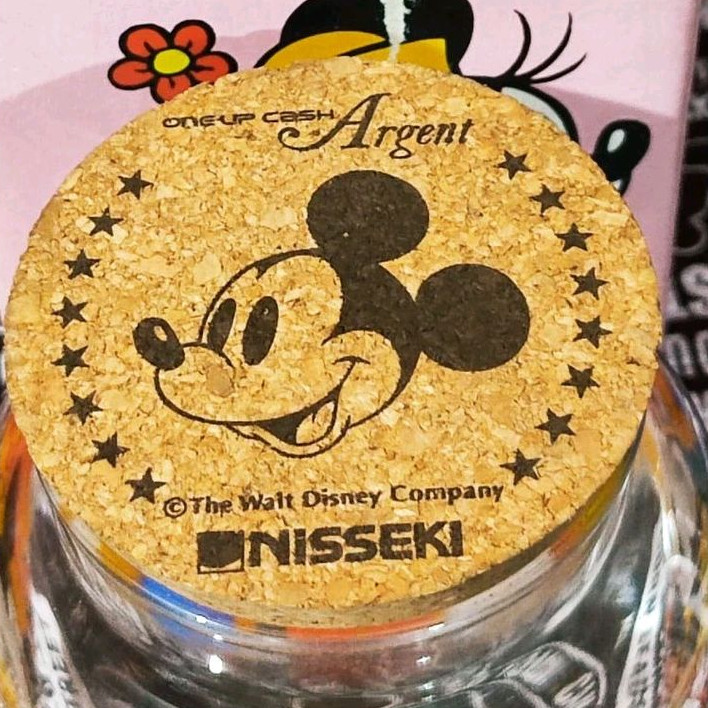 ONE-UP CASH Argent
©The Walt Disney Company
NISSEKI